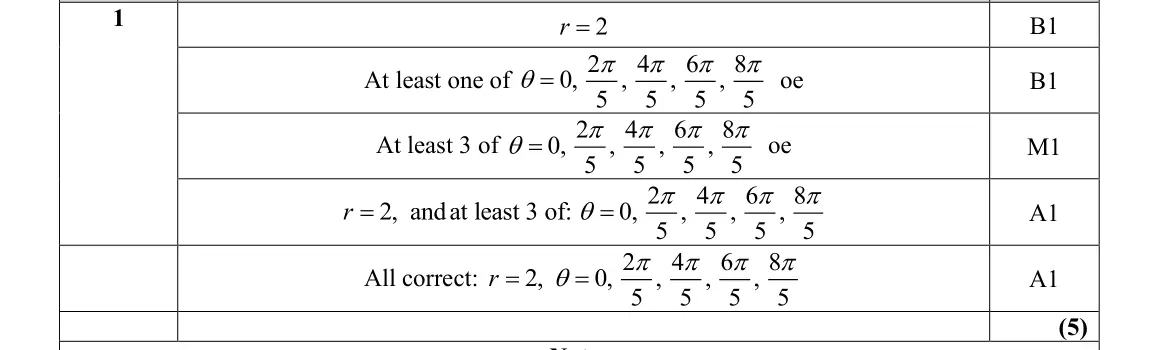 1 r = 2 B1
At least one of θ = 0, 2π/5, 4π/5, 6π/5, 8π/5 oe B1
At least 3 of θ = 0, 2π/5, 4π/5, 6π/5, 8π/5 oe M1
r = 2, and at least 3 of: θ = 0, 2π/5, 4π/5, 6π/5, 8π/5 A1
All correct: r = 2, θ = 0, 2π/5, 4π/5, 6π/5, 8π/5 A1
(5)